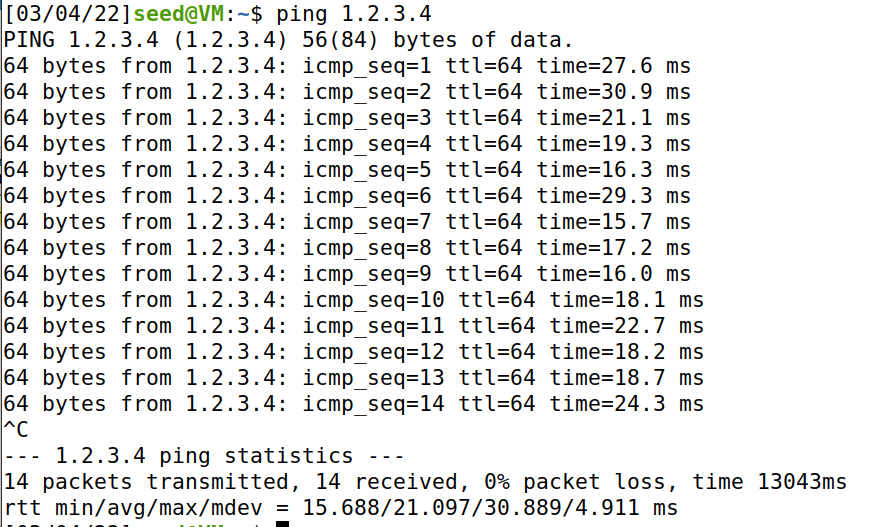 [03/04/22]seed@VM:~$ ping 1.2.3.4
PING 1.2.3.4 (1.2.3.4) 56(84) bytes of data.
64 bytes from 1.2.3.4: icmp_seq=1 ttl=64 time=27.6 ms
64 bytes from 1.2.3.4: icmp_seq=2 ttl=64 time=30.9 ms
64 bytes from 1.2.3.4: icmp_seq=3 ttl=64 time=21.1 ms
64 bytes from 1.2.3.4: icmp_seq=4 ttl=64 time=19.3 ms
64 bytes from 1.2.3.4: icmp_seq=5 ttl=64 time=16.3 ms
64 bytes from 1.2.3.4: icmp_seq=6 ttl=64 time=29.3 ms
64 bytes from 1.2.3.4: icmp_seq=7 ttl=64 time=15.7 ms
64 bytes from 1.2.3.4: icmp_seq=8 ttl=64 time=17.2 ms
64 bytes from 1.2.3.4: icmp_seq=9 ttl=64 time=16.0 ms
64 bytes from 1.2.3.4: icmp_seq=10 ttl=64 time=18.1 ms
64 bytes from 1.2.3.4: icmp_seq=11 ttl=64 time=22.7 ms
64 bytes from 1.2.3.4: icmp_seq=12 ttl=64 time=18.2 ms
64 bytes from 1.2.3.4: icmp_seq=13 ttl=64 time=18.7 ms
64 bytes from 1.2.3.4: icmp_seq=14 ttl=64 time=24.3 ms
^C
--- 1.2.3.4 ping statistics ---
14 packets transmitted, 14 received, 0% packet loss, time 13043ms
rtt min/avg/max/mdev = 15.688/21.097/30.889/4.911 ms